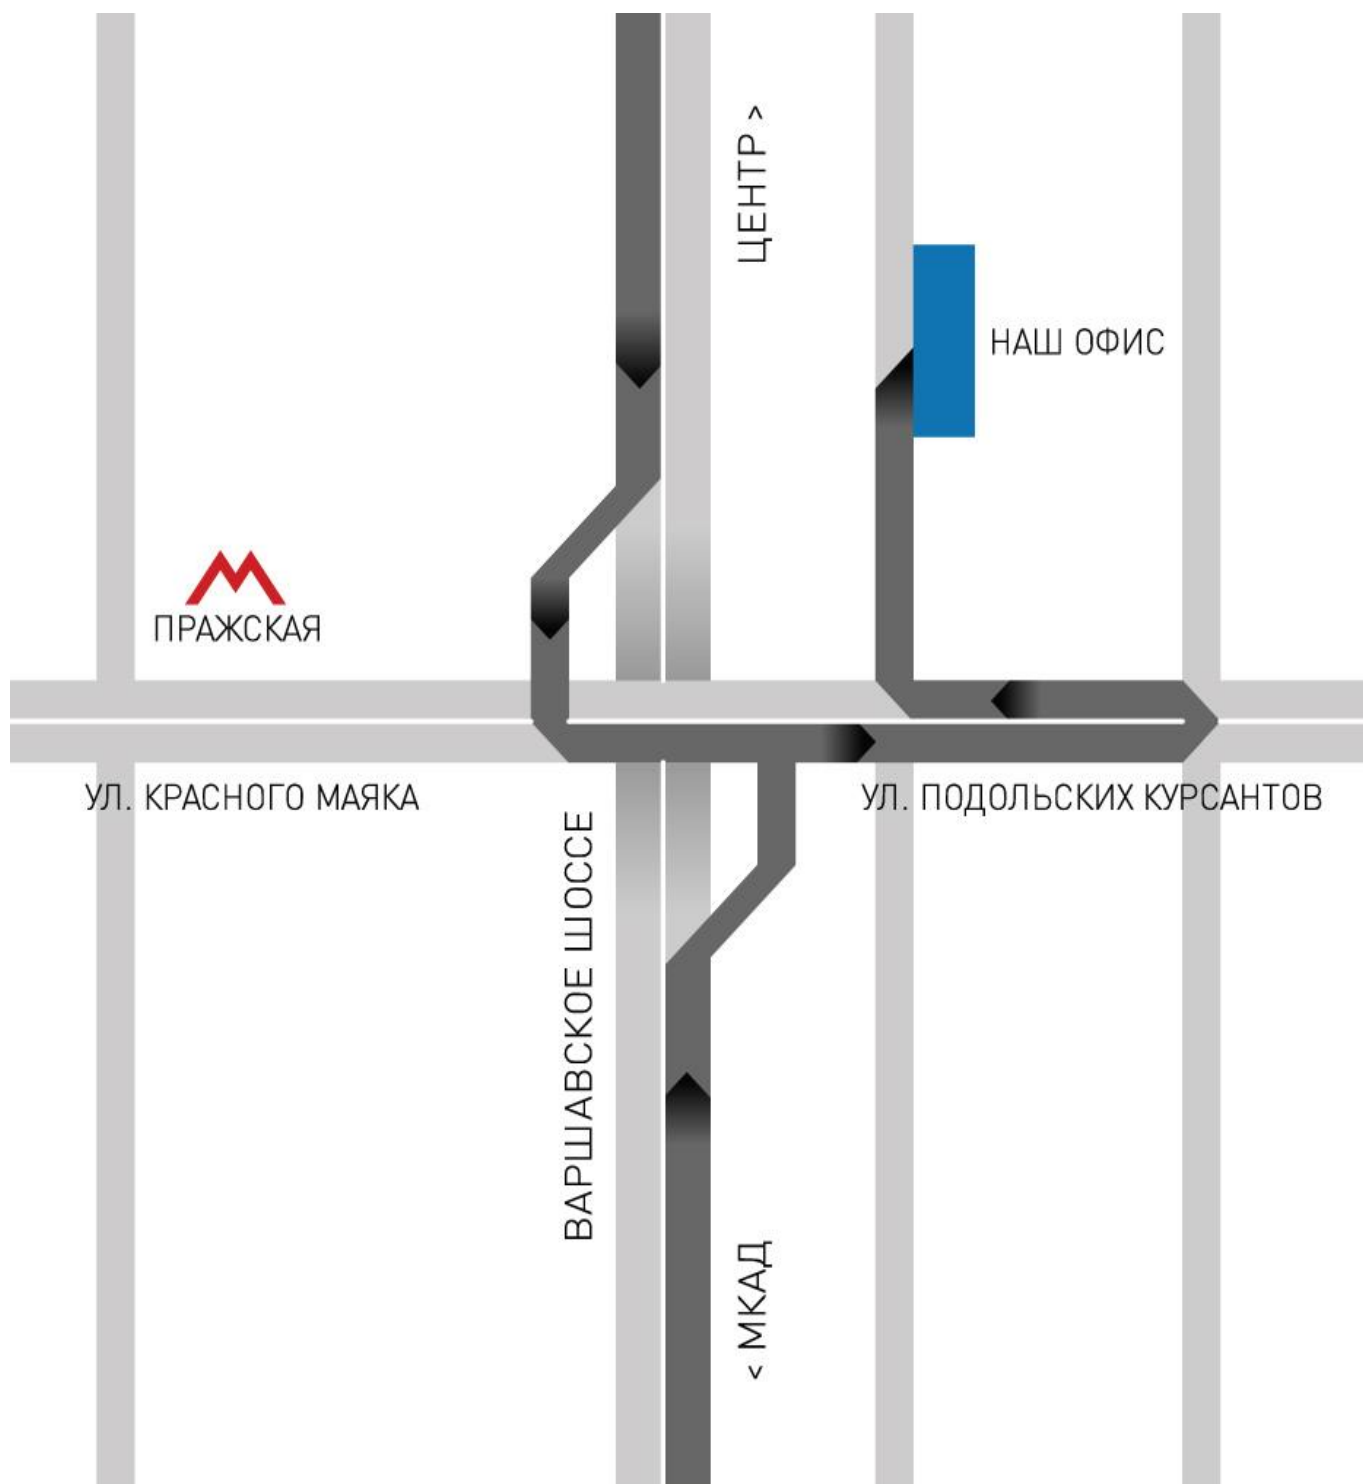 ЦЕНТР >
НАШ ОФИС
ПРАЖСКАЯ
УЛ. КРАСНОГО МАЯКА
УЛ. ПОДОЛЬСКИХ КУРСАНТОВ
ВАРШАВСКОЕ ШОССЕ
< МКАД